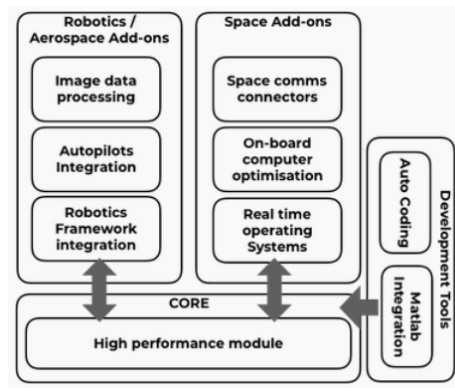 Robotics /
Aerospace Add-ons
Image data
processing
Autopilots
Integration
Robotics
Framework
integration
Space Add-ons
Space comms
connectors
On-board
computer
optimisation
Real time
operating
Systems
CORE
High performance module
Development Tools
Auto Coding
Matlab
Integration